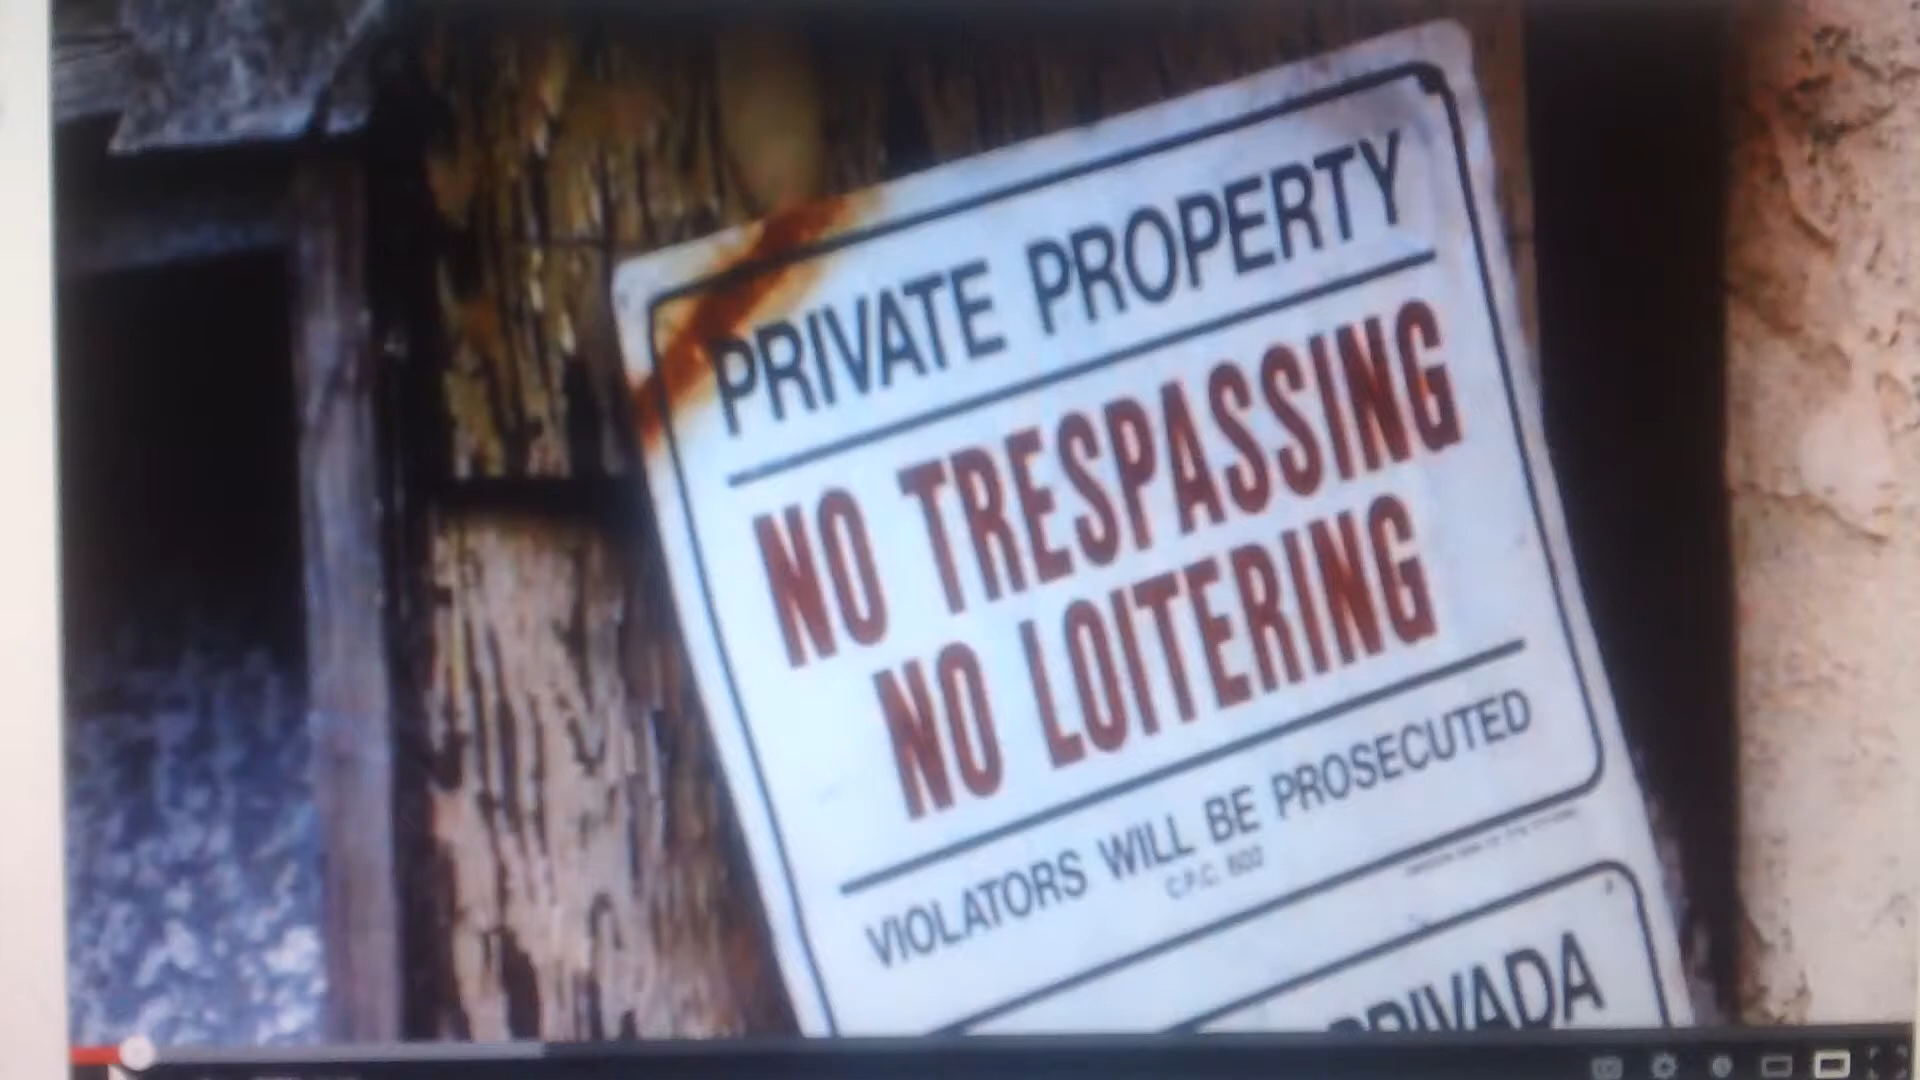 PRIVATE PROPERTY
NO TRESPASSING
NO LOITERING
VIOLATORS WILL BE PROSECUTED
C.P.C. 602
PRIVADA